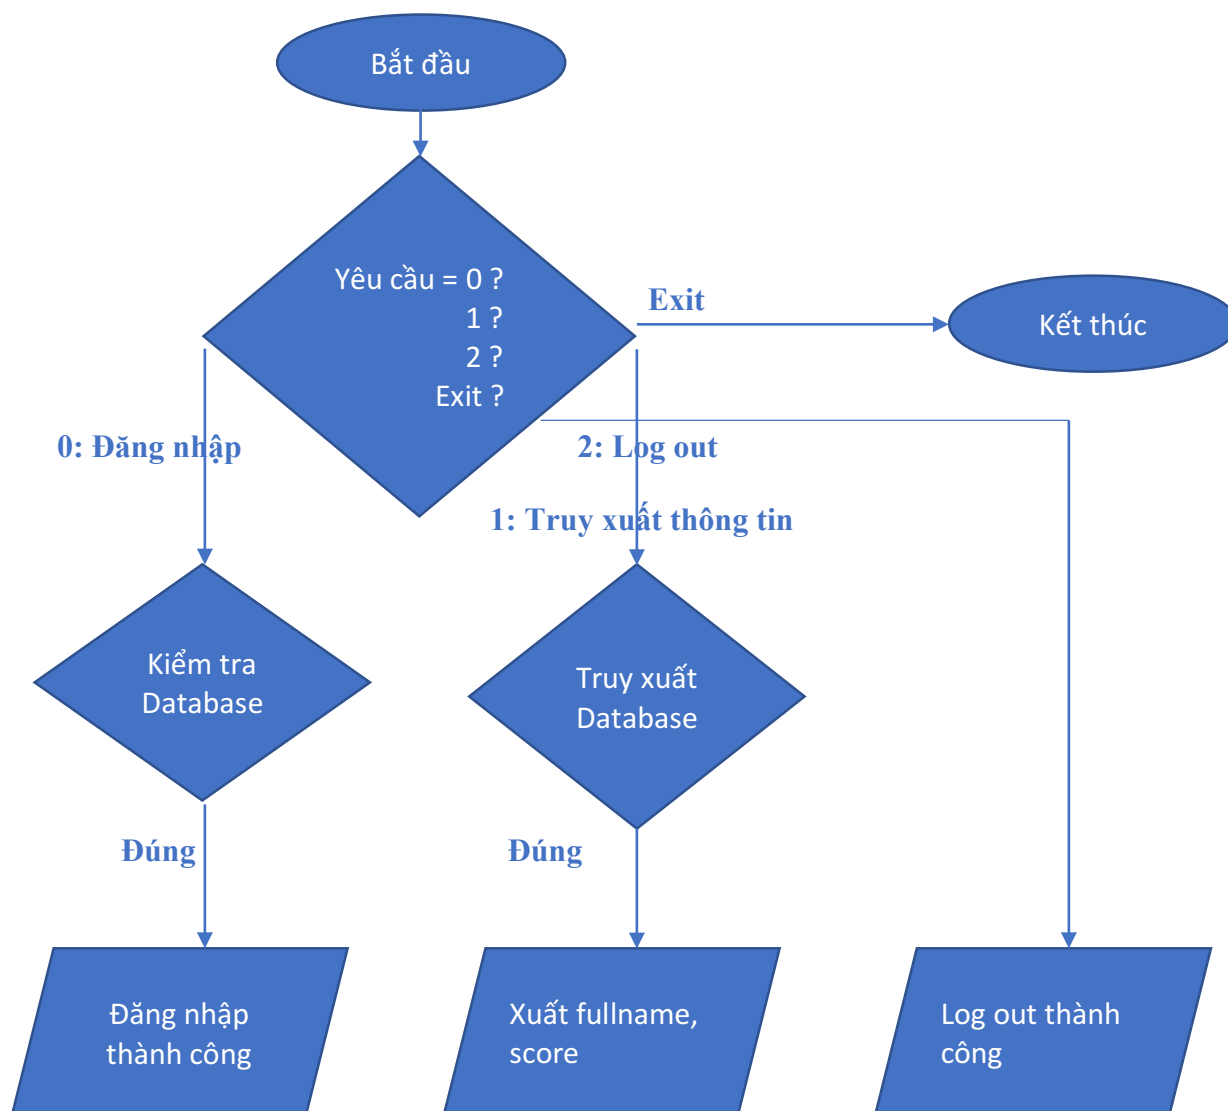 Bắt đầu
Yêu cầu = 0 ?
1 ?
2 ?
Exit ?
Exit
Kết thúc
0: Đăng nhập
2: Log out
1: Truy xuất thông tin
Kiểm tra
Database
Truy xuất
Database
Đúng
Đúng
Đăng nhập
thành công
Xuất fullname,
score
Log out thành
công